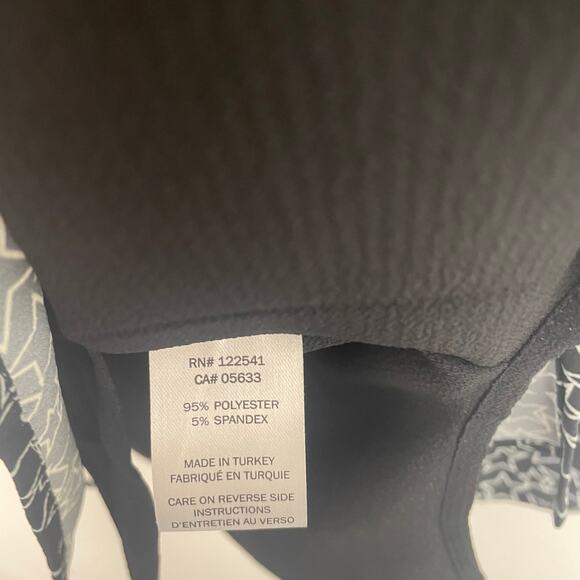 RN# 122541
CA# 05633
95% POLYESTER
5% SPANDEX
MADE IN TURKEY
FABRIQUÉ EN TURQUIE
CARE ON REVERSE SIDE
INSTRUCTIONS
D'ENTRETIEN AU VERSO